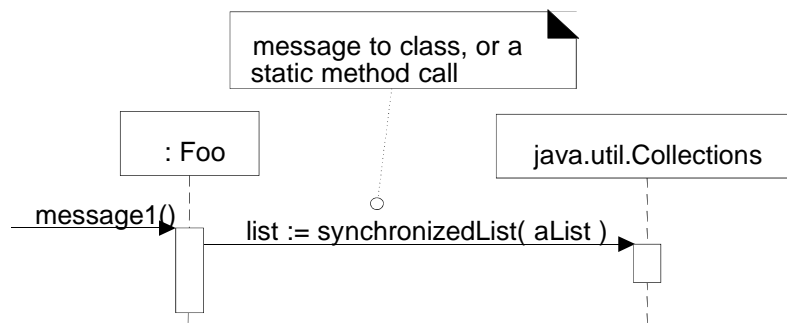 message to class, or a
static method call
: Foo
java.util.Collections
message1()
list := synchronizedList( aList )